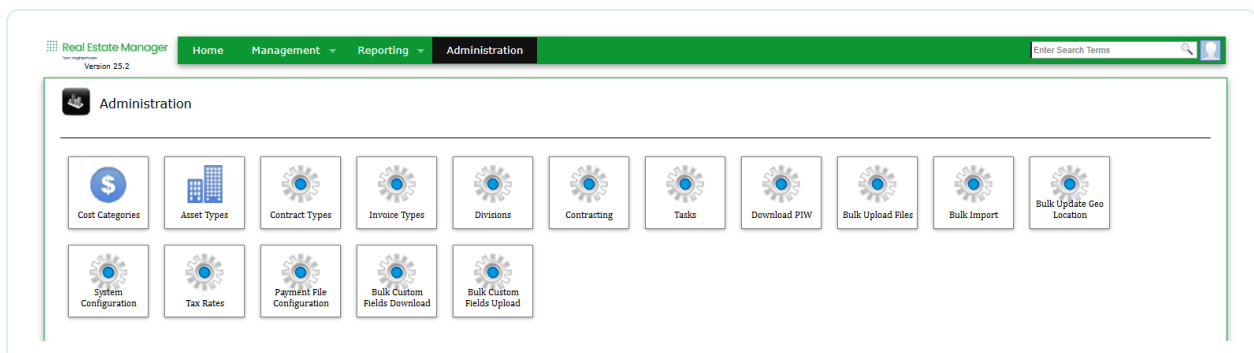 Real Estate Manager
Version 25.2
Home Management Reporting Administration
Enter Search Terms
Administration
Cost Categories
Asset Types
Contract Types
Invoice Types
Divisions
Contracting
Tasks
Download PIW
Bulk Upload Files
Bulk Import
Bulk Update Geo
Location
System
Configuration
Tax Rates
Payment File
Configuration
Bulk Custom
Fields Download
Bulk Custom
Fields Upload